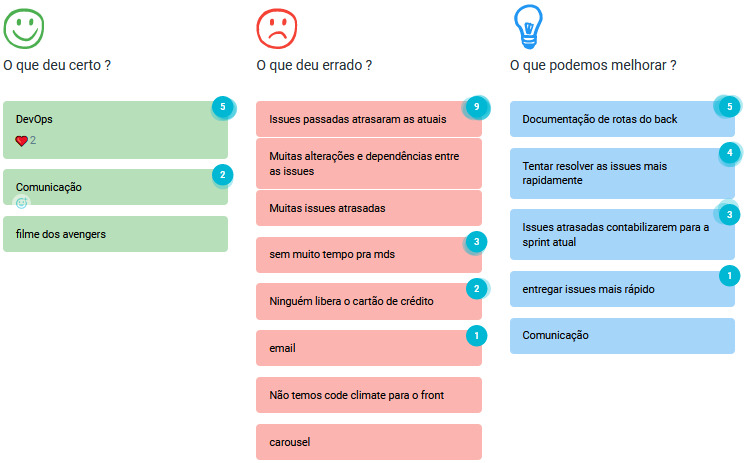 O que deu certo ?
5
DevOps
2
2
Comunicação
filme dos avengers
O que deu errado ?
9
Issues passadas atrasaram as atuais
Muitas alterações e dependências entre
as issues
Muitas issues atrasadas
3
sem muito tempo pra mds
2
Ninguém libera o cartão de crédito
1
email
Não temos code climate para o front
carousel
O que podemos melhorar ?
5
Documentação de rotas do back
4
Tentar resolver as issues mais
rapidamente
3
Issues atrasadas contabilizarem para a
sprint atual
1
entregar issues mais rápido
Comunicação